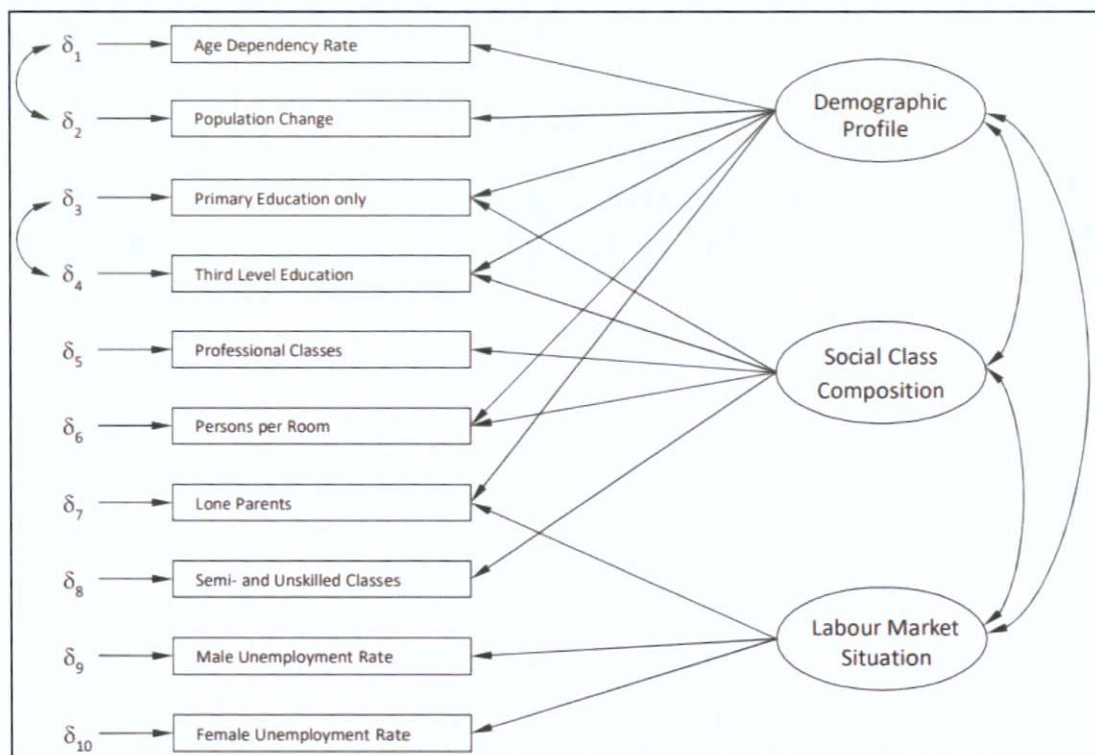 δ1 Age Dependency Rate
δ2 Population Change
δ3 Primary Education only
δ4 Third Level Education
δ5 Professional Classes
δ6 Persons per Room
δ7 Lone Parents
δ8 Semi- and Unskilled Classes
δ9 Male Unemployment Rate
δ10 Female Unemployment Rate
Demographic
Profile
Social Class
Composition
Labour Market
Situation